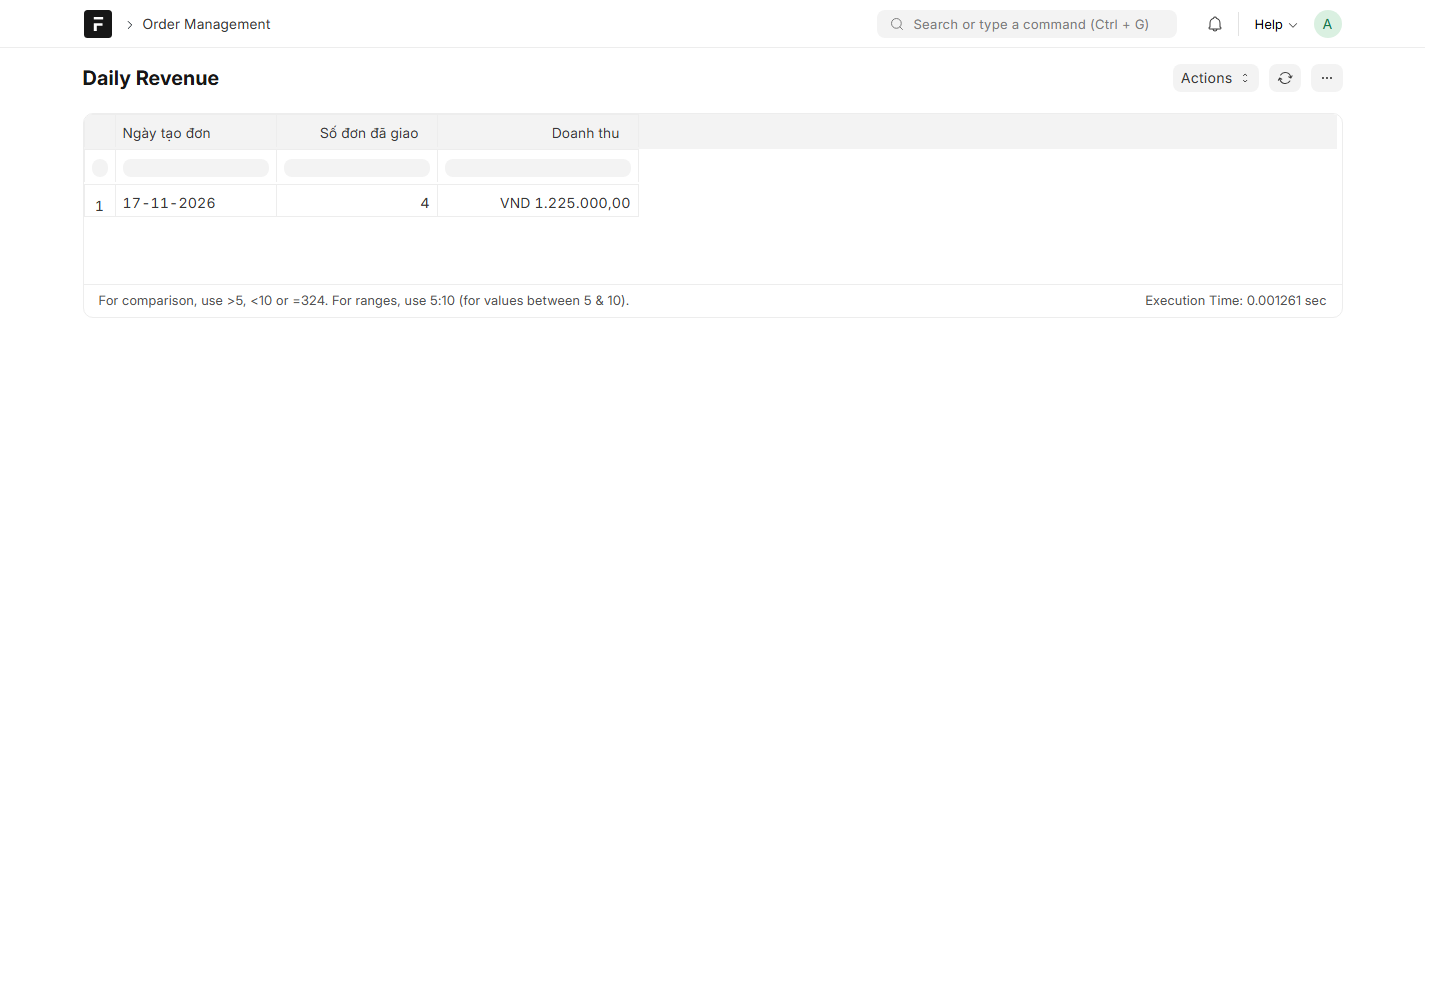 Order Management
Search or type a command (Ctrl + G)
Help
A
Daily Revenue
Actions
Ngày tạo đơn Số đơn đã giao Doanh thu
1 17-11-2026 4 VND 1.225.000,00
For comparison, use >5, <10 or =324. For ranges, use 5:10 (for values between 5 & 10).
Execution Time: 0.001261 sec